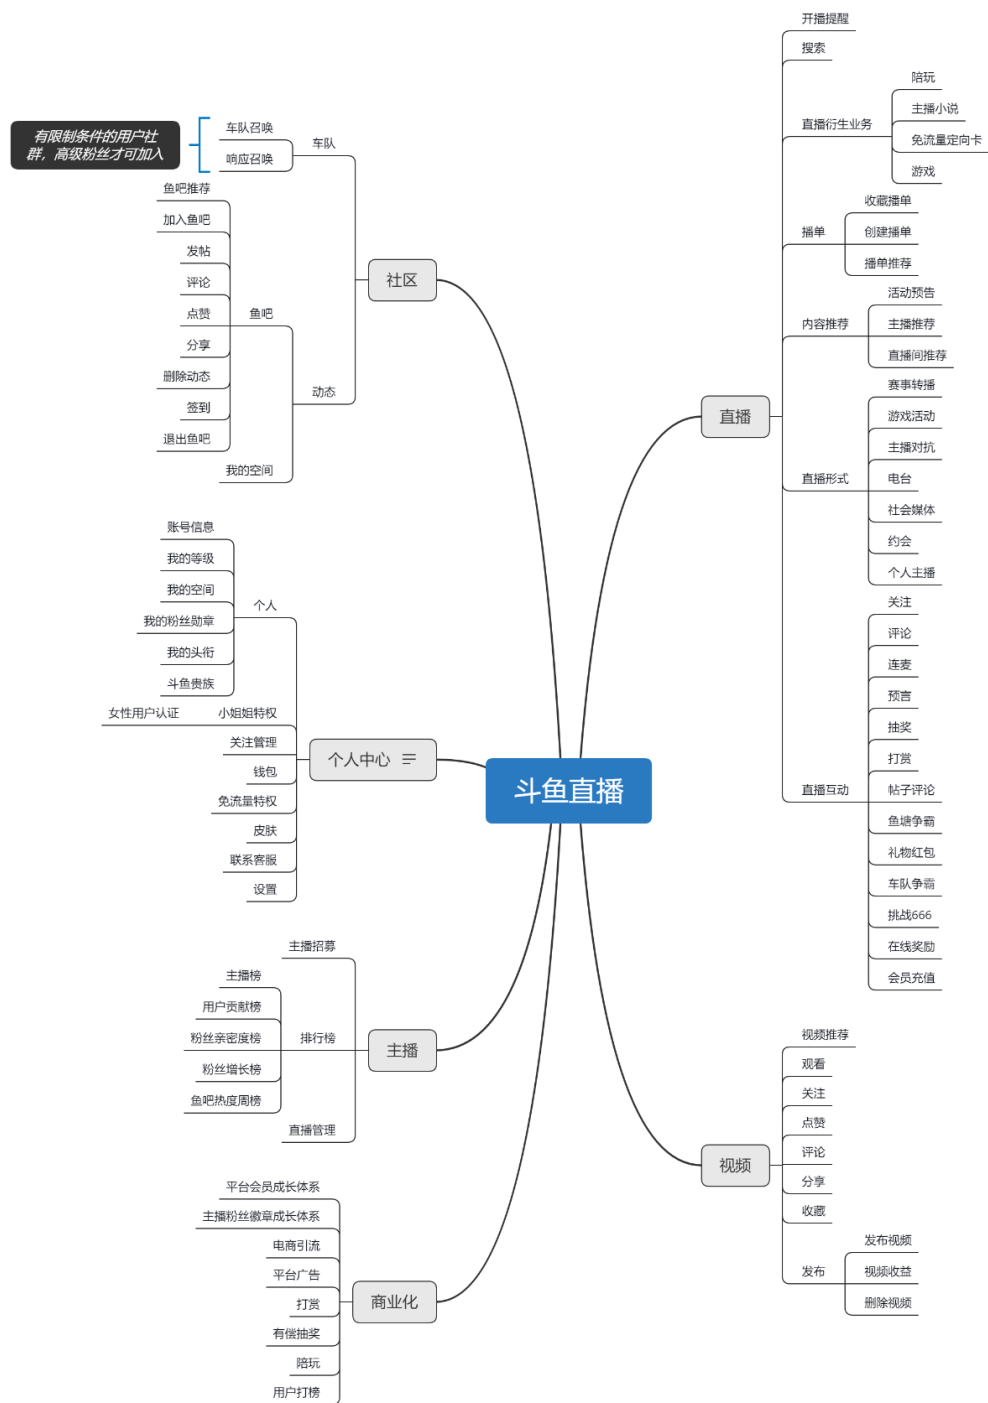 斗鱼直播
直播
开播提醒
搜索
直播衍生业务
陪玩
主播小说
免流量定向卡
游戏
播单
收藏播单
创建播单
播单推荐
内容推荐
活动预告
主播推荐
直播间推荐
直播形式
赛事转播
游戏活动
主播对抗
电台
社会媒体
约会
个人主播
直播互动
关注
评论
连麦
预言
抽奖
打赏
帖子评论
鱼塘争霸
礼物红包
车队争霸
挑战666
在线奖励
会员充值
视频
视频推荐
观看
关注
点赞
评论
分享
收藏
发布
发布视频
视频收益
删除视频
社区
车队
车队召唤
响应召唤
有限制条件的用户社
群，高级粉丝才可加入
动态
鱼吧
鱼吧推荐
加入鱼吧
发帖
评论
点赞
分享
删除动态
签到
退出鱼吧
我的空间
个人中心
个人
账号信息
我的等级
我的空间
我的粉丝勋章
我的头衔
斗鱼贵族
小姐姐特权
女性用户认证
关注管理
钱包
免流量特权
皮肤
联系客服
设置
主播
主播招募
排行榜
主播榜
用户贡献榜
粉丝亲密度榜
粉丝增长榜
鱼吧热度周榜
直播管理
商业化
平台会员成长体系
主播粉丝徽章成长体系
电商引流
平台广告
打赏
有偿抽奖
陪玩
用户打榜